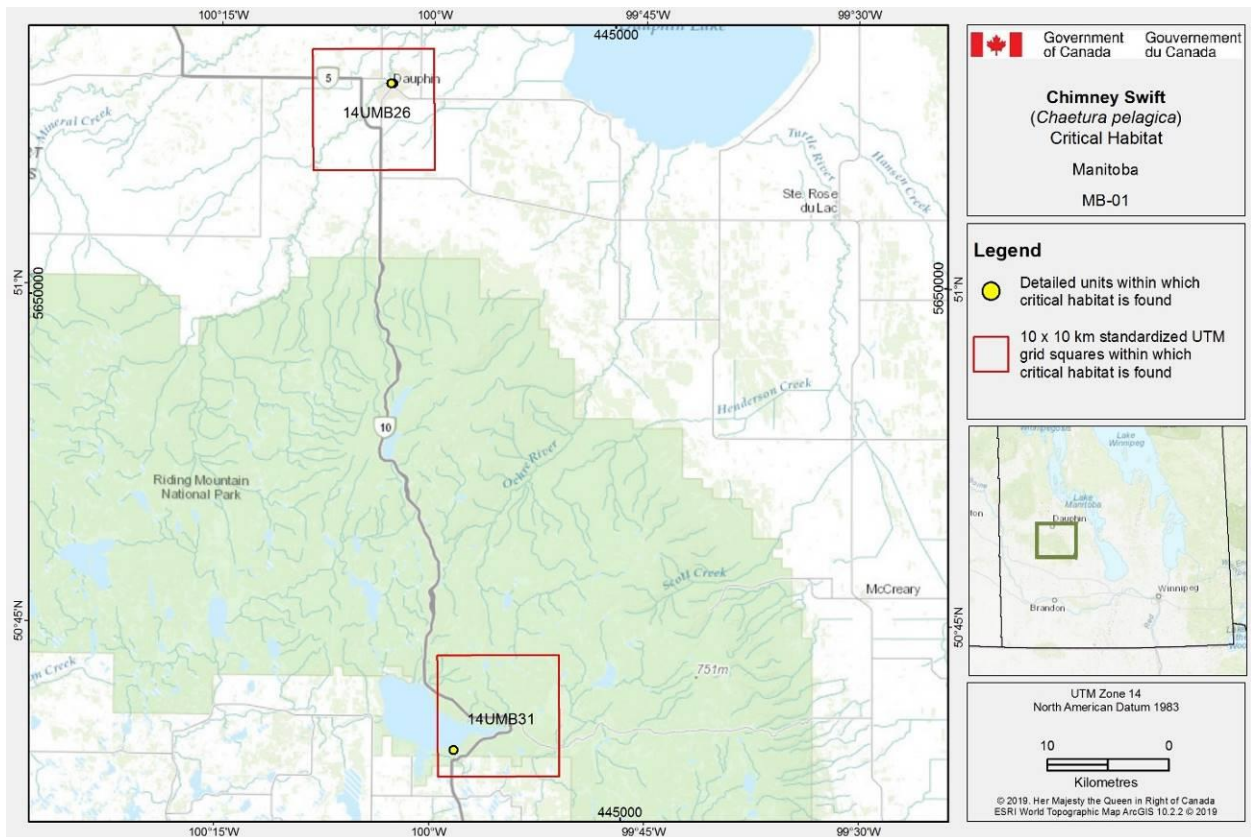 100°15'W
100°0'W
99°45'W
99°30'W
445000
Dauphin Lake
5
Dauphin
14UMB26
Mineral Creek
Turtle River
Hansen Creek
Ste. Rose
du Lac
51°N
5650000
5650000
51°N
Henderson Creek
10
Riding Mountain
National Park
Ochre River
Scott Creek
McCreary
50°45'N
50°45'N
751m
Creek
14UMB31
445000
100°15'W
100°0'W
99°45'W
99°30'W
Government
of Canada
Gouvernement
du Canada
Chimney Swift
(Chaetura pelagica)
Critical Habitat
Manitoba
MB-01
Legend
Detailed units within which
critical habitat is found
10 x 10 km standardized UTM
grid squares within which
critical habitat is found
Lake
Winnipeg
Lake
Manitoba
Dauphin
Winnipeg
Brandon
Red
UTM Zone 14
North American Datum 1983
10
0
Kilometres
© 2019. Her Majesty the Queen in Right of Canada
ESRI World Topographic Map ArcGIS 10.2.2 © 2019